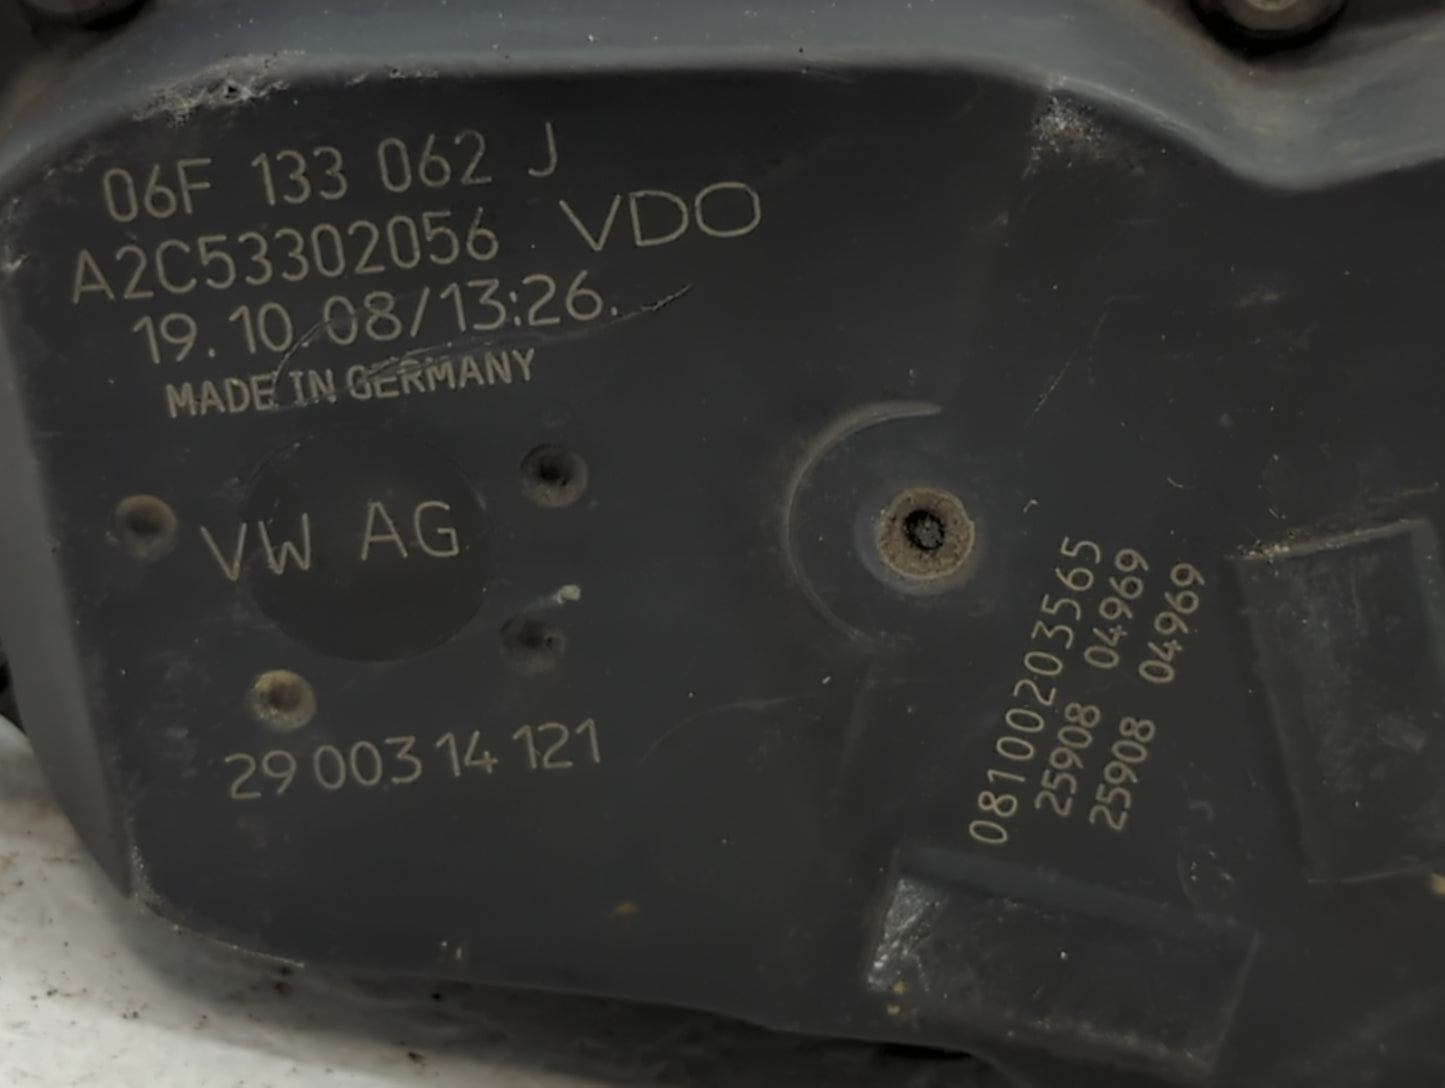 06F 133 062 J
A2C53302056 VDO
19.10.08/13:26.
MADE IN GERMANY
VW AG
29 003 14 121
08100203565
25908 04969
25908 04969